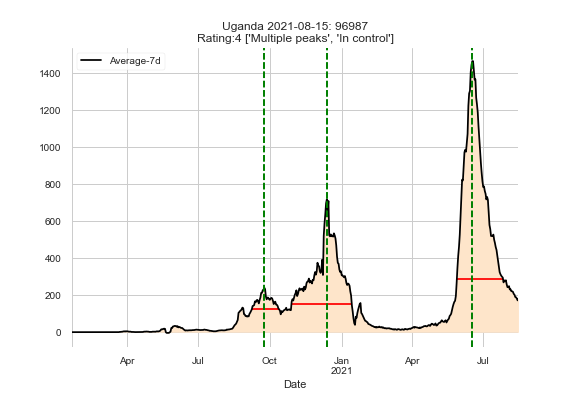 Uganda 2021-08-15: 96987
Rating:4 ['Multiple peaks', 'In control']
Average-7d
1400
1200
1000
800
600
400
200
0
Apr
Jul
Oct
Jan
2021
Apr
Jul
Date